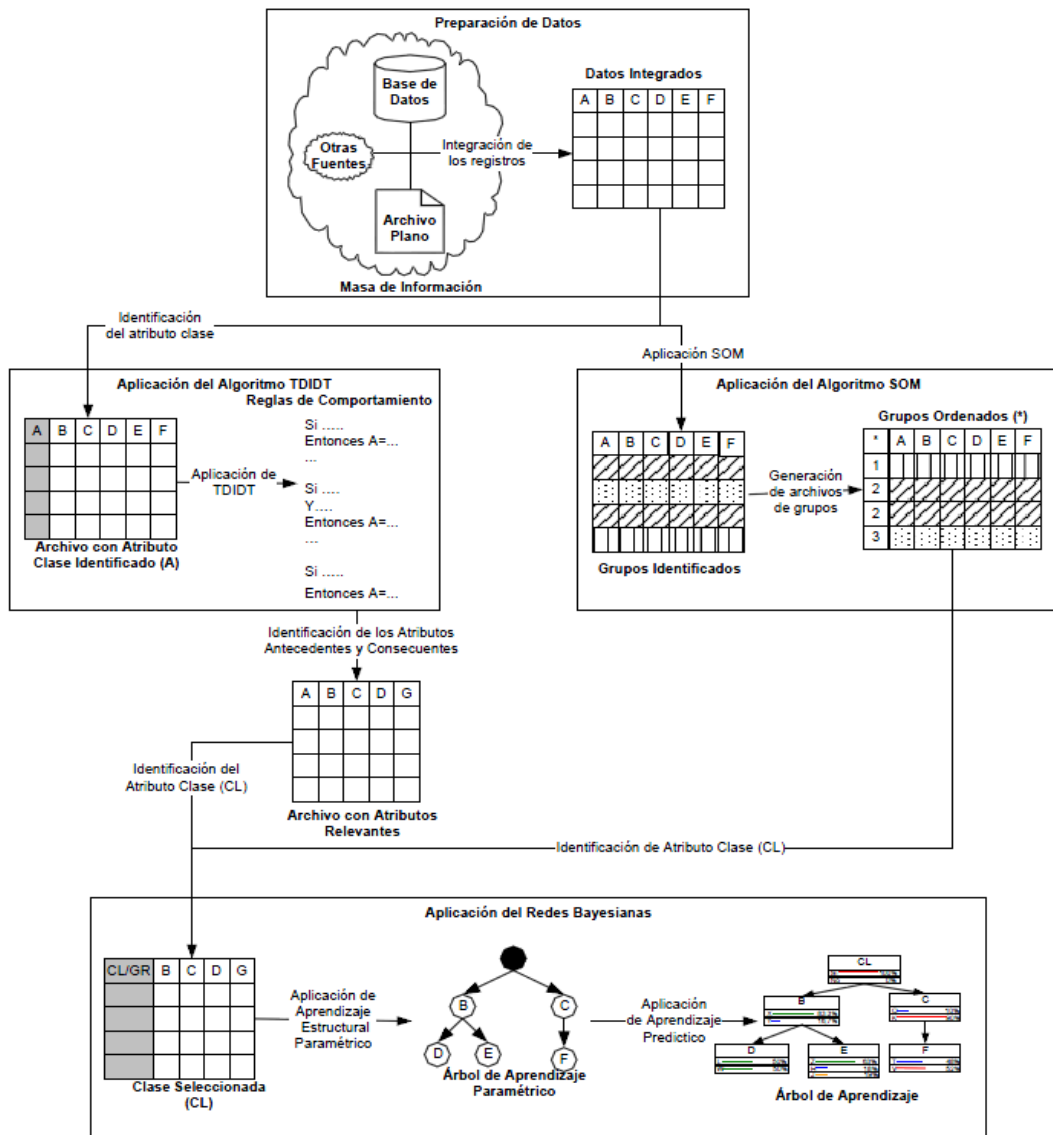 Preparación de Datos
Base de
Datos
Otras
Fuentes
Archivo
Plano
Masa de Información
Integración de
los registros
Datos Integrados
A B C D E F
Identificación
del atributo clase
Aplicación SOM
Aplicación del Algoritmo TDIDT
Reglas de Comportamiento
A B C D E F
Aplicación de
TDIDT
Si .....
Entonces A=...
...
Si ....
Y....
Entonces A=...
...
Si .....
Entonces A=...
Archivo con Atributo
Clase Identificado (A)
Aplicación del Algoritmo SOM
A B C D E F
Grupos Identificados
Generación
de archivos
de grupos
Grupos Ordenados (*)
* A B C D E F
1
2
2
3
Identificación de los Atributos
Antecedentes y Consecuentes
A B C D G
Archivo con Atributos
Relevantes
Identificación del
Atributo Clase (CL)
Identificación de Atributo Clase (CL)
Aplicación del Redes Bayesianas
CL/GR B C D G
Clase Seleccionada
(CL)
Aplicación de
Aprendizaje
Estructural
Paramétrico
B
C
D
E
F
Árbol de Aprendizaje
Paramétrico
Aplicación
de Aprendizaje
Predictico
CL
B
C
D
E
F
Árbol de Aprendizaje